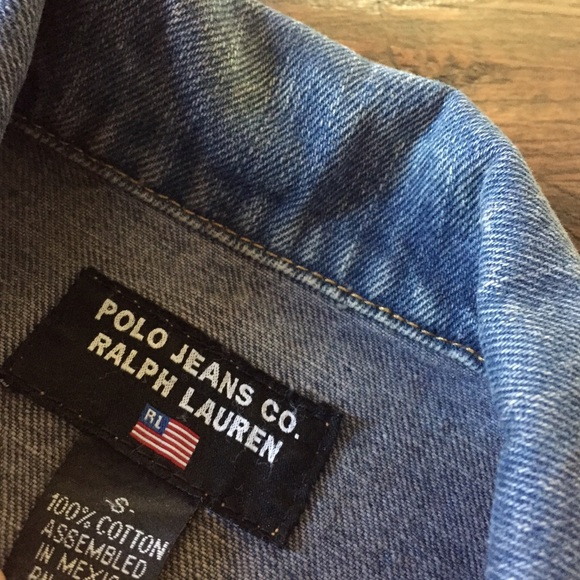 POLO JEANS CO.
RALPH LAUREN
RL
-S-
100% COTTON
ASSEMBLED
IN MEXICO